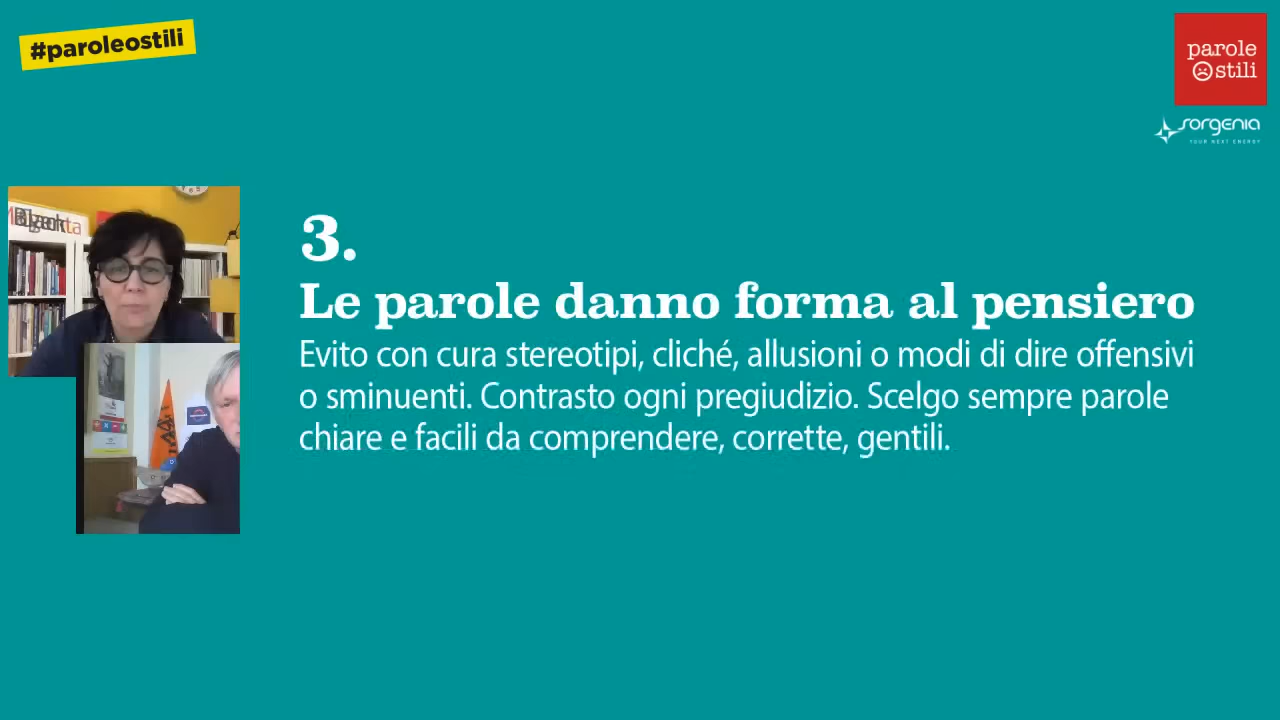 #paroleostili
parole
ostili
sorgenia
YOUR NEXT ENERGY
3.
Le parole danno forma al pensiero
Evito con cura stereotipi, cliché, allusioni o modi di dire offensivi
o sminuenti. Contrasto ogni pregiudizio. Scelgo sempre parole
chiare e facili da comprendere, corrette, gentili.